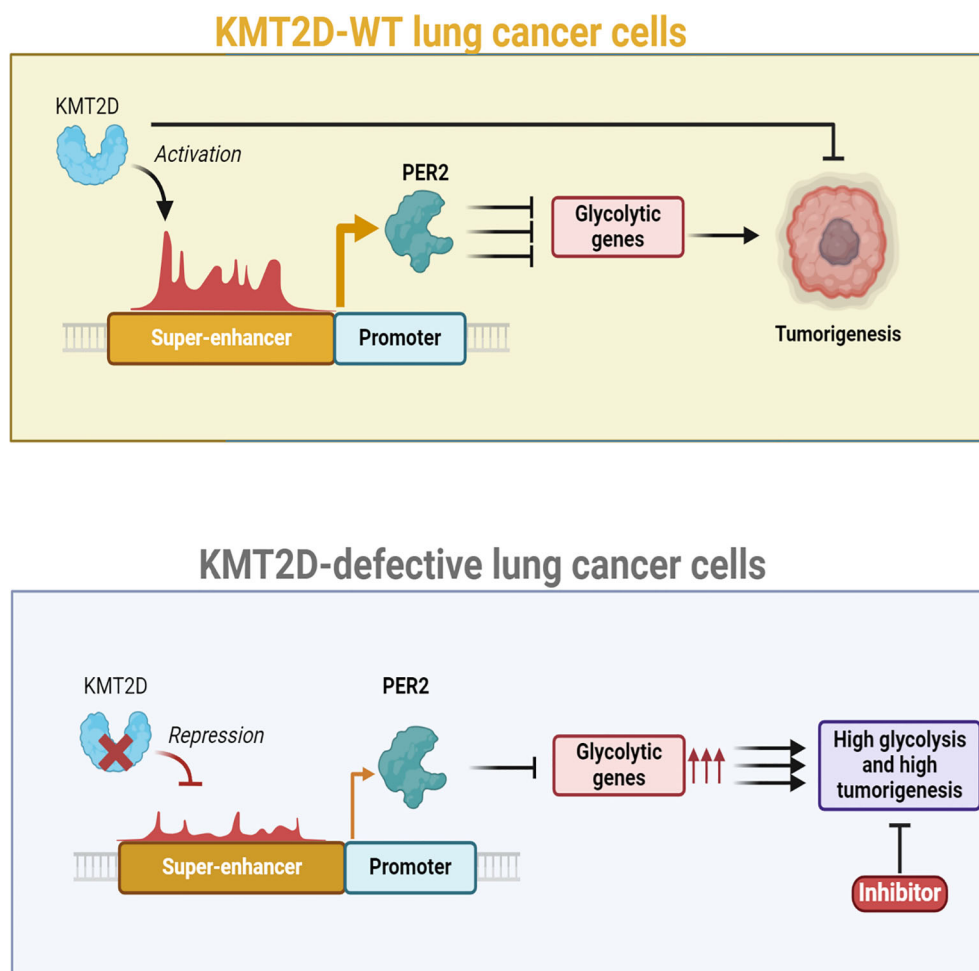 KMT2D-WT lung cancer cells
KMT2D
Activation
PER2
Glycolytic
genes
Super-enhancer
Promoter
Tumorigenesis
KMT2D-defective lung cancer cells
KMT2D
Repression
PER2
Glycolytic
genes
High glycolysis
and high
tumorigenesis
Super-enhancer
Promoter
Inhibitor